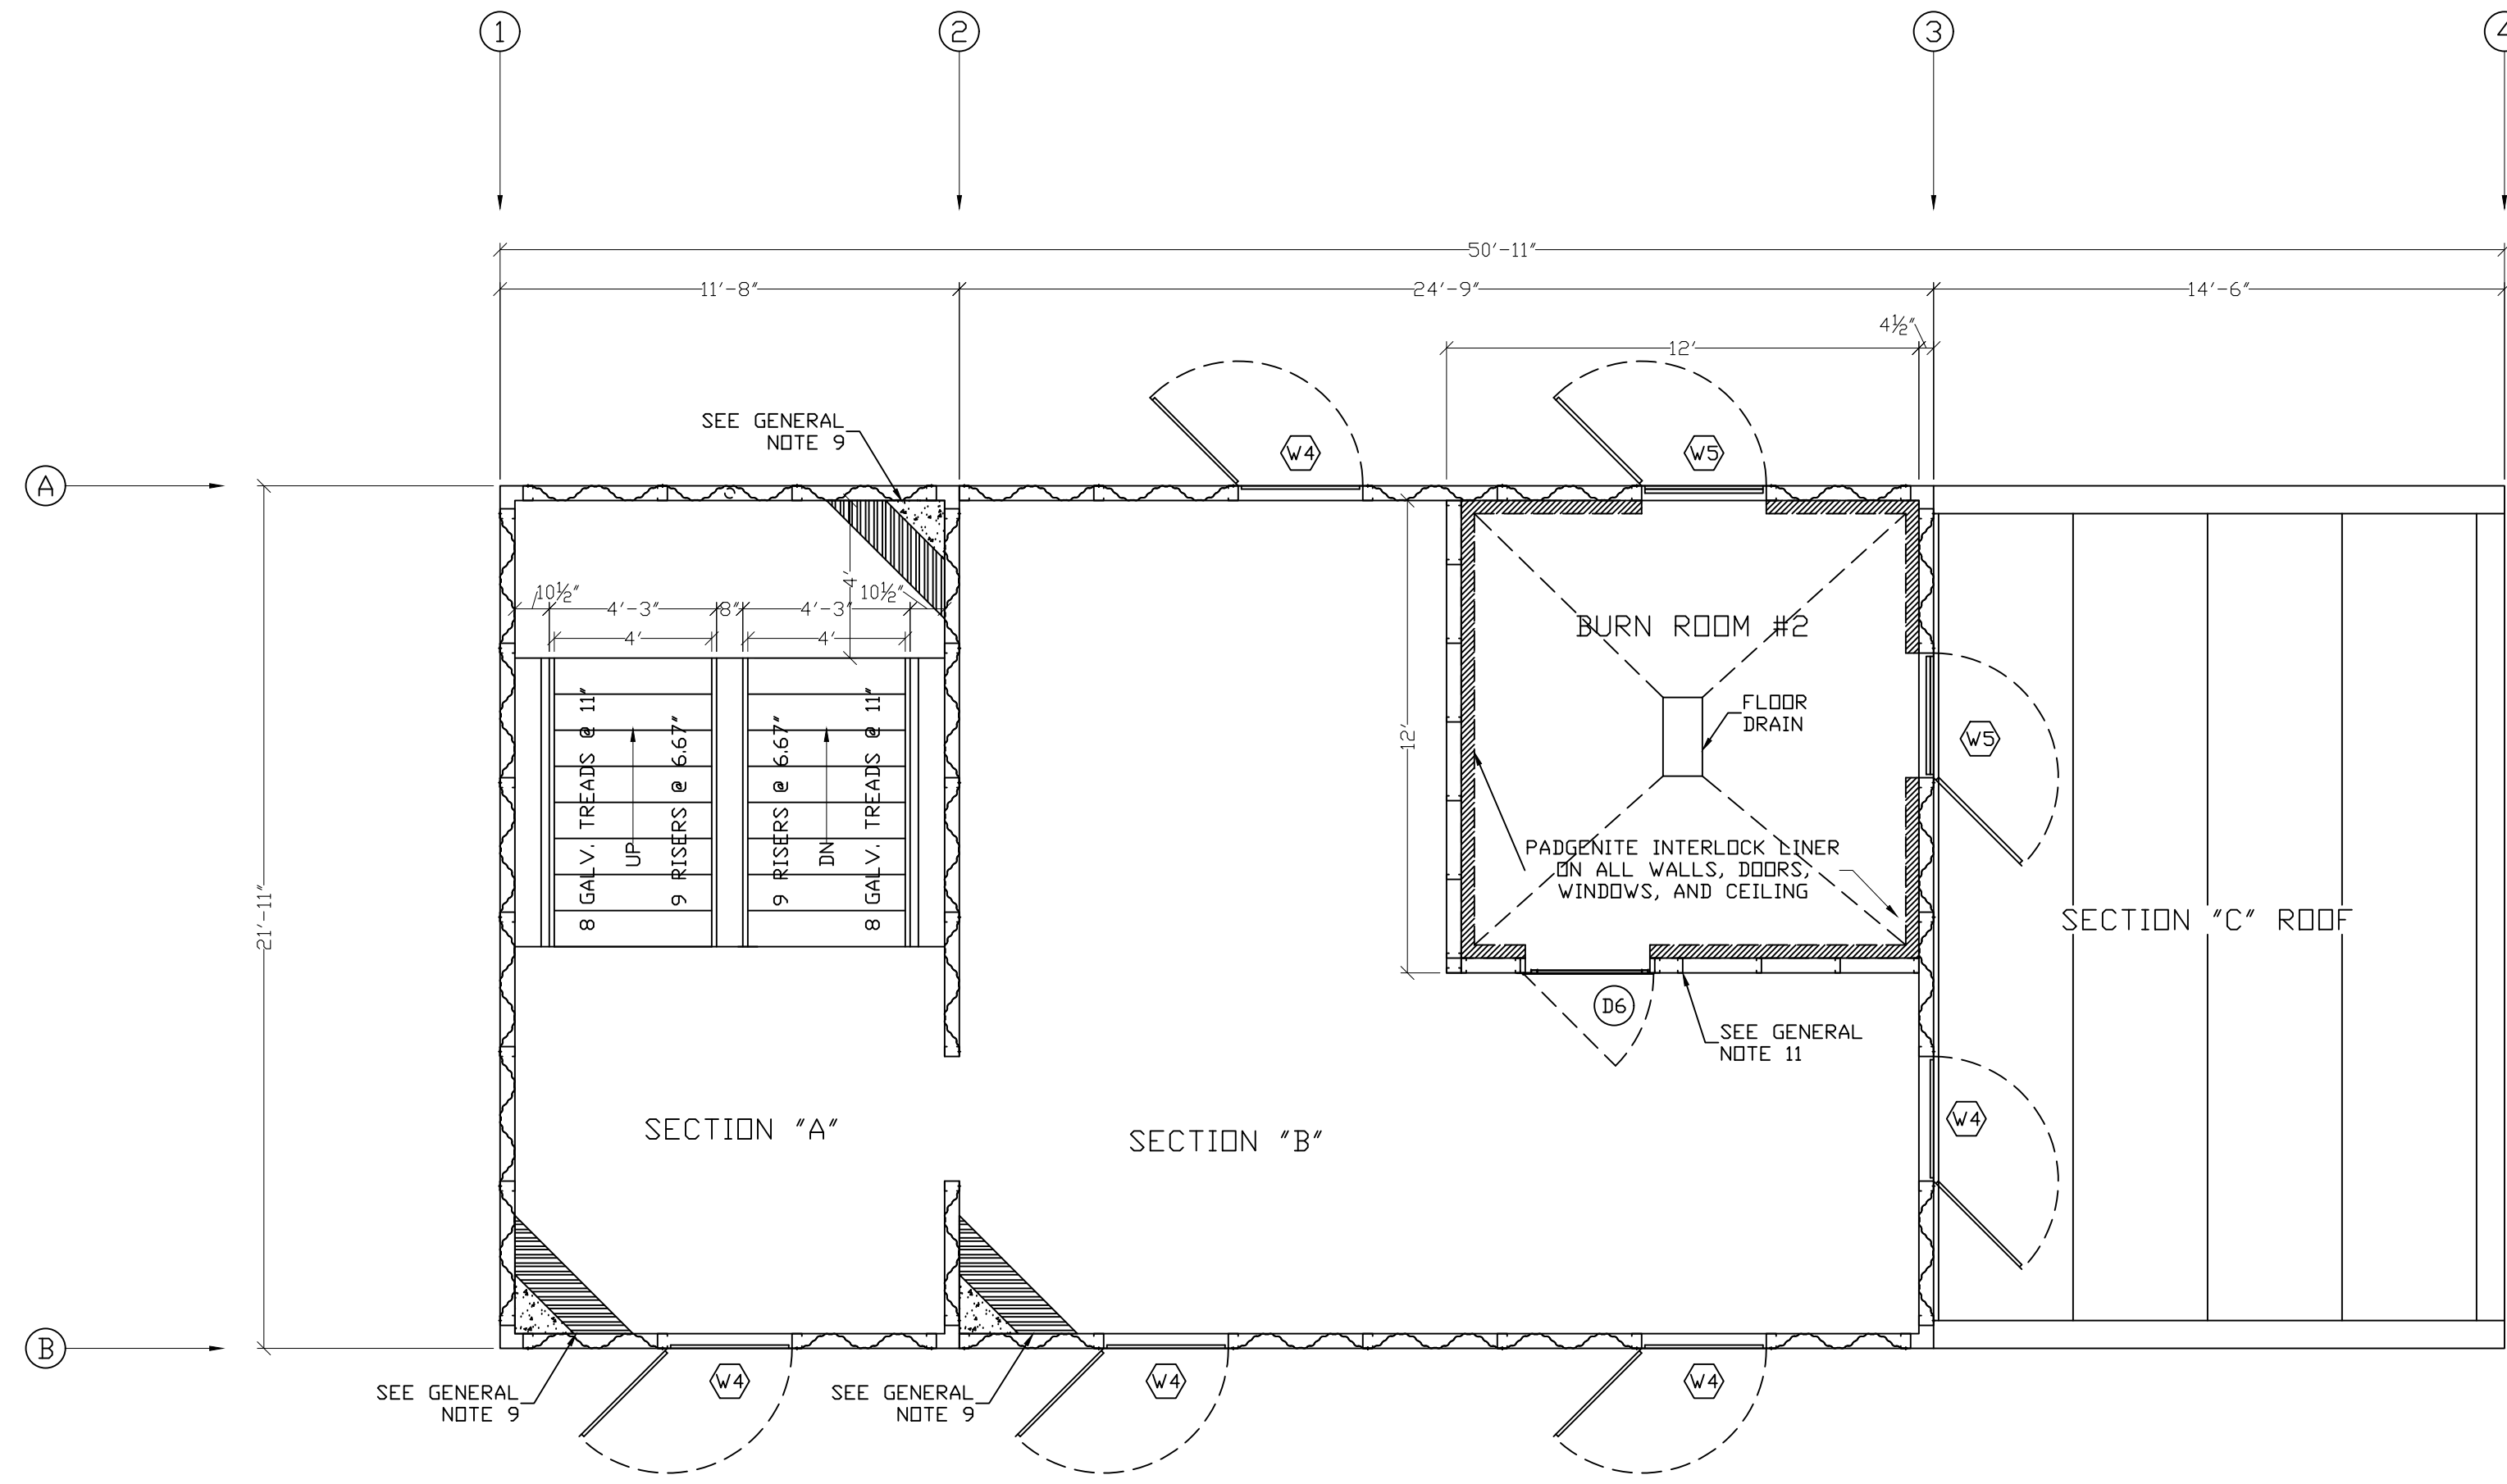 1
2
3
4
50'-11"
11'-8"
24'-9"
14'-6"
4½"
12'
SEE GENERAL
NOTE 9
W4
W5
A
10½"
4'-3"
8"
4'-3"
10½"
4'
4'
4'
BURN ROOM #2
FLOOR
DRAIN
W5
12'
8 GALV. TREADS @ 11"
UP
9 RISERS @ 6.67"
9 RISERS @ 6.67"
DN
8 GALV. TREADS @ 11"
PADGENITE INTERLOCK LINER
ON ALL WALLS, DOORS,
WINDOWS, AND CEILING
21'-11"
SECTION "C" ROOF
D6
SEE GENERAL
NOTE 11
W4
SECTION "A"
SECTION "B"
B
SEE GENERAL
NOTE 9
W4
SEE GENERAL
NOTE 9
W4
W4